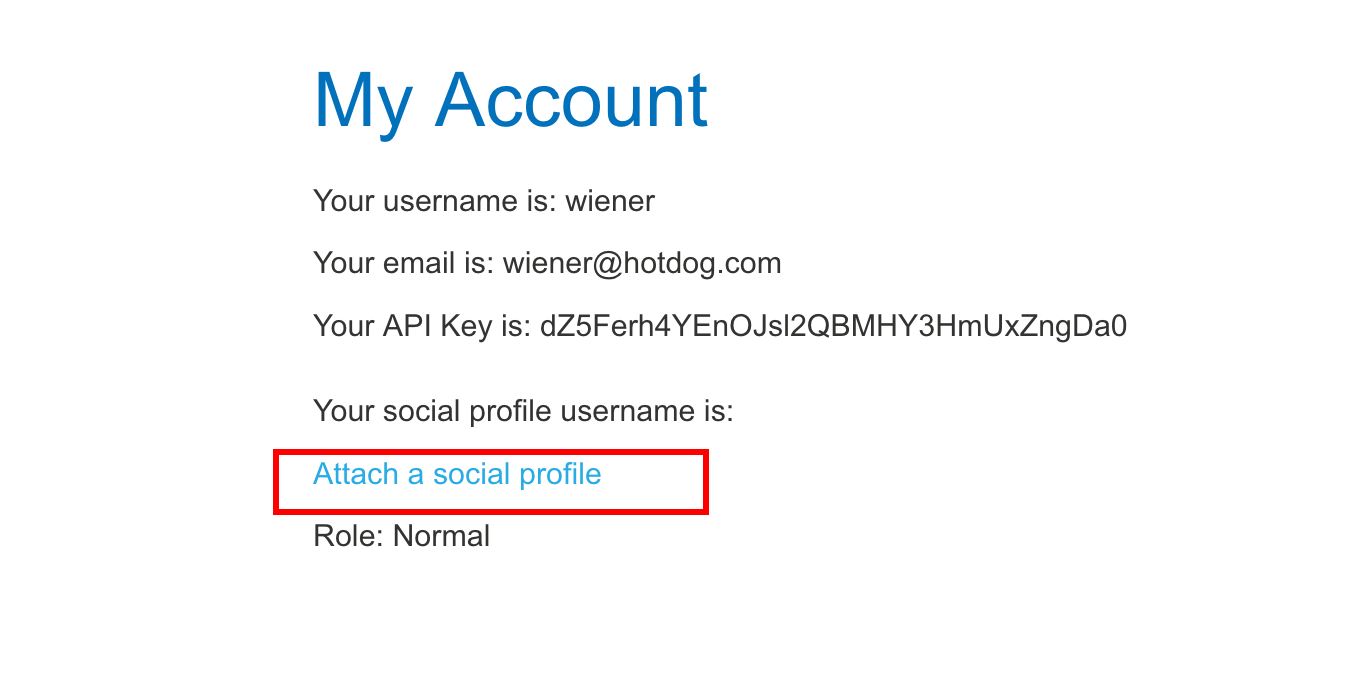 My Account
Your username is: wiener
Your email is: wiener@hotdog.com
Your API Key is: dZ5Ferh4YEnOJsl2QBMHY3HmUxZngDa0
Your social profile username is:
Attach a social profile
Role: Normal